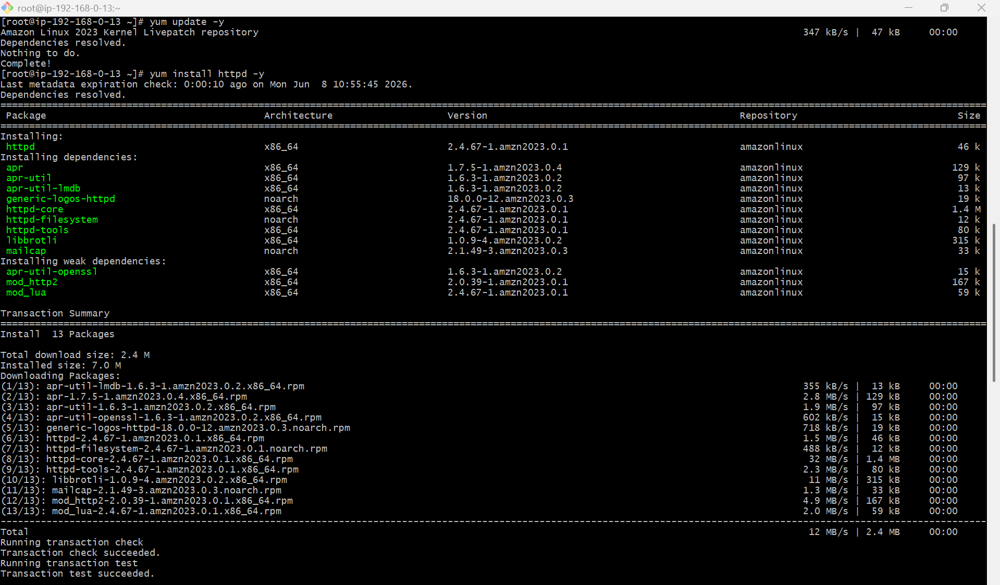 root@ip-192-168-0-13:~
[root@ip-192-168-0-13 ~]# yum update -y
Amazon Linux 2023 Kernel Livepatch repository 347 kB/s | 47 kB 00:00
Dependencies resolved.
Nothing to do.
Complete!
[root@ip-192-168-0-13 ~]# yum install httpd -y
Last metadata expiration check: 0:00:10 ago on Mon Jun  8 10:55:45 2026.
Dependencies resolved.
Package Architecture Version Repository Size
Installing:
httpd x86_64 2.4.67-1.amzn2023.0.1 amazonlinux 46 k
Installing dependencies:
apr x86_64 1.7.5-1.amzn2023.0.4 amazonlinux 129 k
apr-util x86_64 1.6.3-1.amzn2023.0.2 amazonlinux 97 k
apr-util-lmdb x86_64 1.6.3-1.amzn2023.0.2 amazonlinux 13 k
generic-logos-httpd noarch 18.0.0-12.amzn2023.0.3 amazonlinux 19 k
httpd-core x86_64 2.4.67-1.amzn2023.0.1 amazonlinux 1.4 M
httpd-filesystem noarch 2.4.67-1.amzn2023.0.1 amazonlinux 12 k
httpd-tools x86_64 2.4.67-1.amzn2023.0.1 amazonlinux 80 k
libbrotli x86_64 1.0.9-4.amzn2023.0.2 amazonlinux 315 k
mailcap noarch 2.1.49-3.amzn2023.0.3 amazonlinux 33 k
Installing weak dependencies:
apr-util-openssl x86_64 1.6.3-1.amzn2023.0.2 amazonlinux 15 k
mod_http2 x86_64 2.0.39-1.amzn2023.0.1 amazonlinux 167 k
mod_lua x86_64 2.4.67-1.amzn2023.0.1 amazonlinux 59 k
Transaction Summary
Install  13 Packages
Total download size: 2.4 M
Installed size: 7.0 M
Downloading Packages:
(1/13): apr-util-lmdb-1.6.3-1.amzn2023.0.2.x86_64.rpm 355 kB/s | 13 kB 00:00
(2/13): apr-1.7.5-1.amzn2023.0.4.x86_64.rpm 2.8 MB/s | 129 kB 00:00
(3/13): apr-util-1.6.3-1.amzn2023.0.2.x86_64.rpm 1.9 MB/s | 97 kB 00:00
(4/13): apr-util-openssl-1.6.3-1.amzn2023.0.2.x86_64.rpm 602 kB/s | 15 kB 00:00
(5/13): generic-logos-httpd-18.0.0-12.amzn2023.0.3.noarch.rpm 718 kB/s | 19 kB 00:00
(6/13): httpd-2.4.67-1.amzn2023.0.1.x86_64.rpm 1.5 MB/s | 46 kB 00:00
(7/13): httpd-filesystem-2.4.67-1.amzn2023.0.1.noarch.rpm 488 kB/s | 12 kB 00:00
(8/13): httpd-core-2.4.67-1.amzn2023.0.1.x86_64.rpm 32 MB/s | 1.4 MB 00:00
(9/13): httpd-tools-2.4.67-1.amzn2023.0.1.x86_64.rpm 2.3 MB/s | 80 kB 00:00
(10/13): libbrotli-1.0.9-4.amzn2023.0.2.x86_64.rpm 11 MB/s | 315 kB 00:00
(11/13): mailcap-2.1.49-3.amzn2023.0.3.noarch.rpm 1.3 MB/s | 33 kB 00:00
(12/13): mod_http2-2.0.39-1.amzn2023.0.1.x86_64.rpm 4.9 MB/s | 167 kB 00:00
(13/13): mod_lua-2.4.67-1.amzn2023.0.1.x86_64.rpm 2.0 MB/s | 59 kB 00:00
Total 12 MB/s | 2.4 MB 00:00
Running transaction check
Transaction check succeeded.
Running transaction test
Transaction test succeeded.